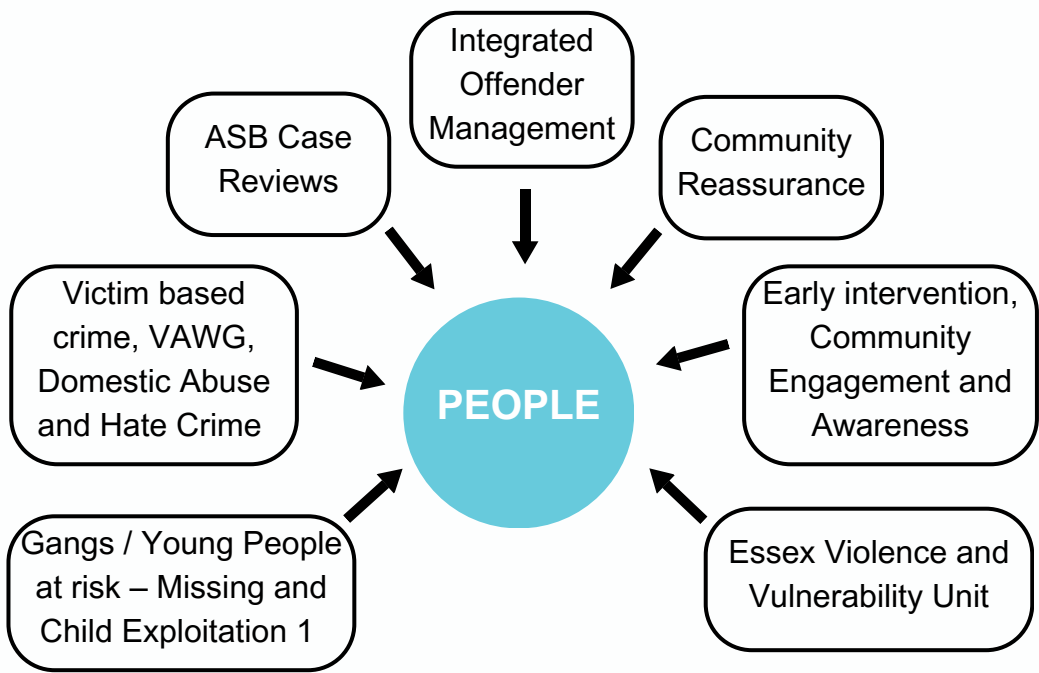 Integrated
Offender
Management
ASB Case
Reviews
Community
Reassurance
Victim based
crime, VAWG,
Domestic Abuse
and Hate Crime
Early intervention,
Community
Engagement and
Awareness
PEOPLE
Gangs / Young People
at risk – Missing and
Child Exploitation 1
Essex Violence and
Vulnerability Unit